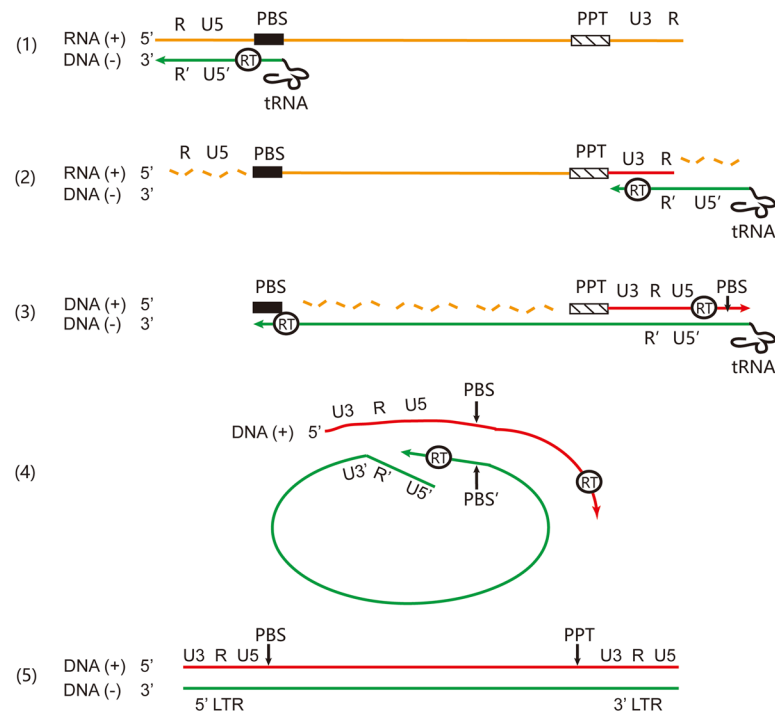 R U5 PBS PPT U3 R
(1) RNA (+) 5’
DNA (-) 3’ RT
R’ U5’
tRNA
R U5 PBS PPT U3 R
(2) RNA (+) 5’
DNA (-) 3’ RT R’ U5’
tRNA
PBS PPT U3 R U5 PBS
(3) DNA (+) 5’ RT
DNA (-) 3’ RT
R’ U5’
tRNA
PBS
U3 R U5
DNA (+) 5’
(4) RT
U3’ R’ U5’ RT
PBS’
PBS PPT
U3 R U5 U3 R U5
(5) DNA (+) 5’
DNA (-) 3’
5’ LTR 3’ LTR